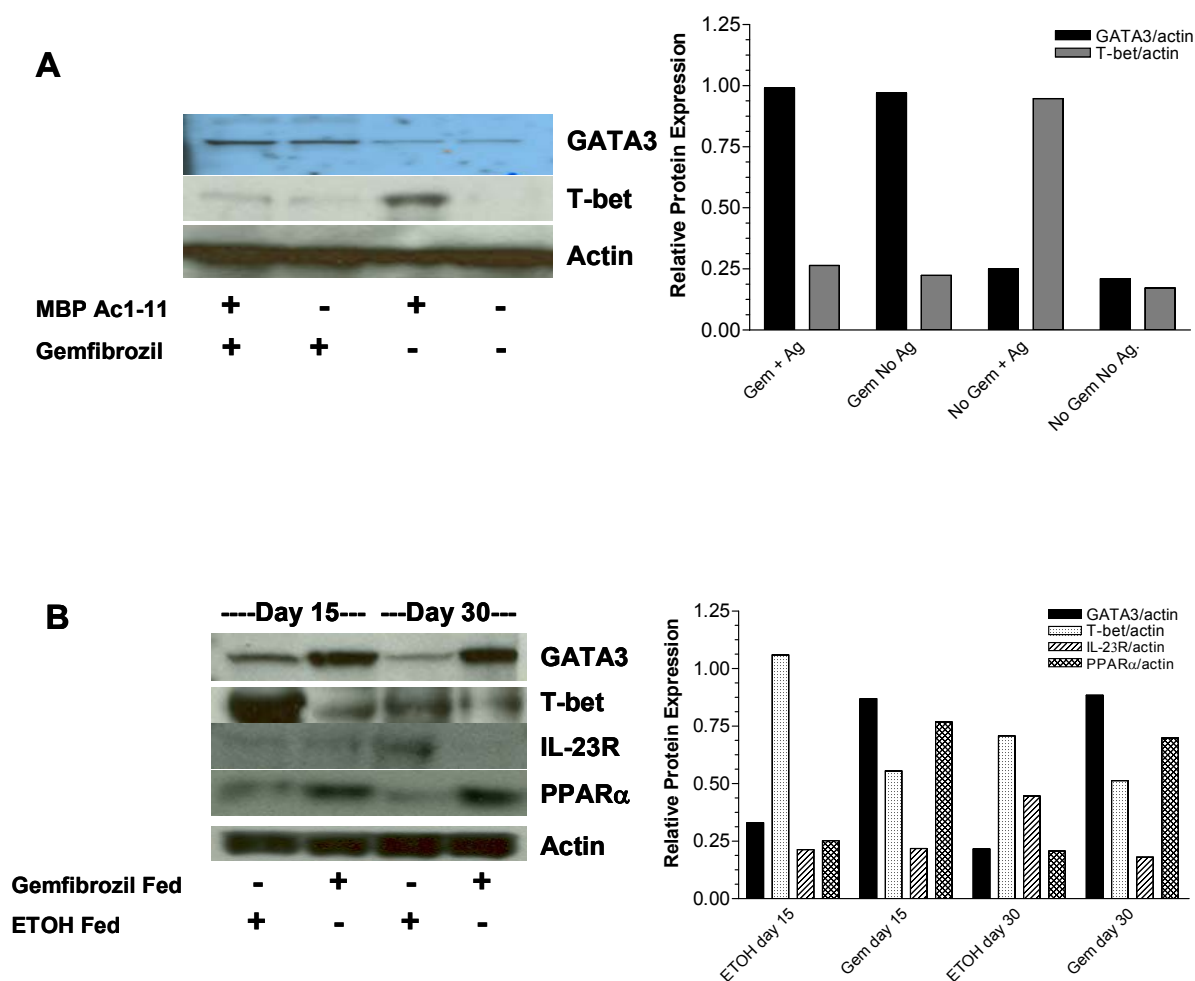 A
GATA3
T-bet
Actin
MBP Ac1-11 + - + -
Gemfibrozil + + - -
Relative Protein Expression
1.25
1.00
0.75
0.50
0.25
0.00
GATA3/actin
T-bet/actin
Gem + Ag
Gem No Ag
No Gem + Ag
No Gem No Ag.
B
----Day 15--- ---Day 30---
GATA3
T-bet
IL-23R
PPARα
Actin
Gemfibrozil Fed - + - +
ETOH Fed + - + -
Relative Protein Expression
1.25
1.00
0.75
0.50
0.25
0.00
GATA3/actin
T-bet/actin
IL-23R/actin
PPARα/actin
ETOH day 15
Gem day 15
ETOH day 30
Gem day 30